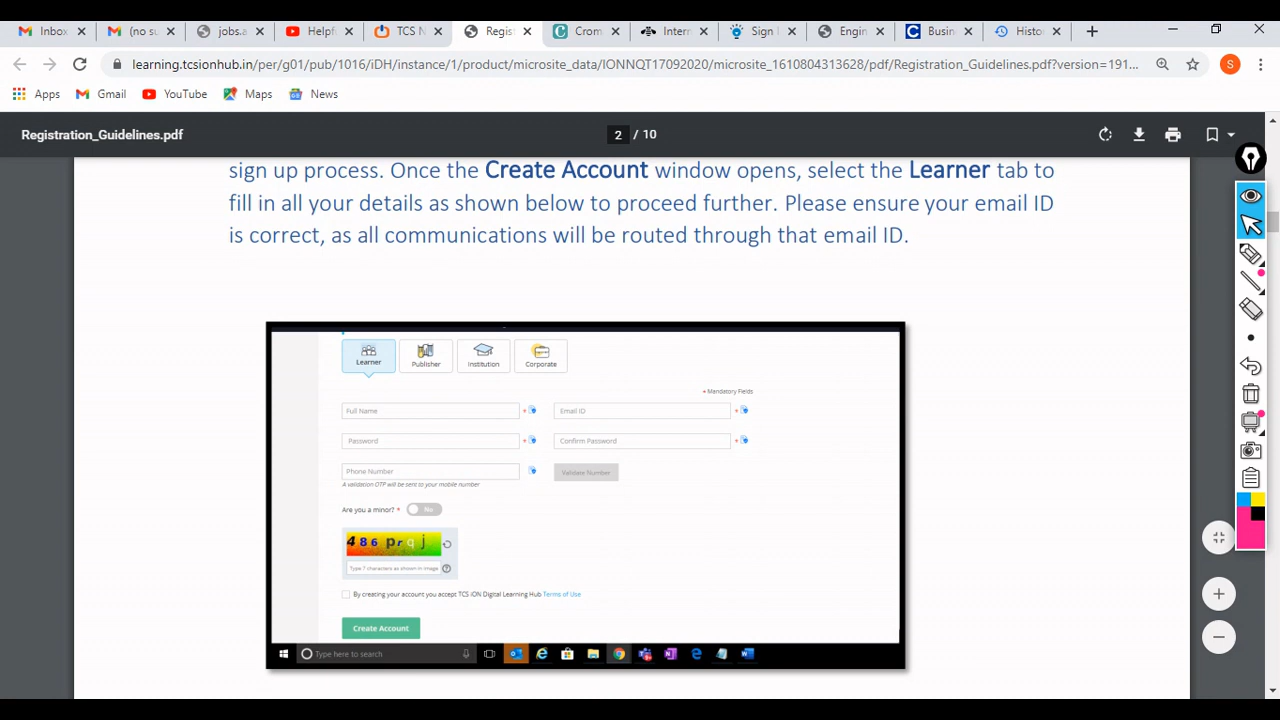 Inbox
(no su
jobs.a
Helpf
TCS N
Regist
Crom
Intern
Sign I
Engin
Busin
Histo
learning.tcsionhub.in/per/g01/pub/1016/iDH/instance/1/product/microsite_data/IONNQT17092020/microsite_1610804313628/pdf/Registration_Guidelines.pdf?version=191...
S
Apps
Gmail
YouTube
Maps
News
Registration_Guidelines.pdf
2 / 10
sign up process. Once the Create Account window opens, select the Learner tab to
fill in all your details as shown below to proceed further. Please ensure your email ID
is correct, as all communications will be routed through that email ID.
Learner
Publisher
Institution
Corporate
* Mandatory Fields
Full Name *
Email ID *
Password *
Confirm Password *
Phone Number
Validate Number
A validation OTP will be sent to your mobile number
Are you a minor? * No
486 prqj
Type 7 characters as shown in image
By creating your account you accept TCS iON Digital Learning Hub Terms of Use
Create Account
Type here to search